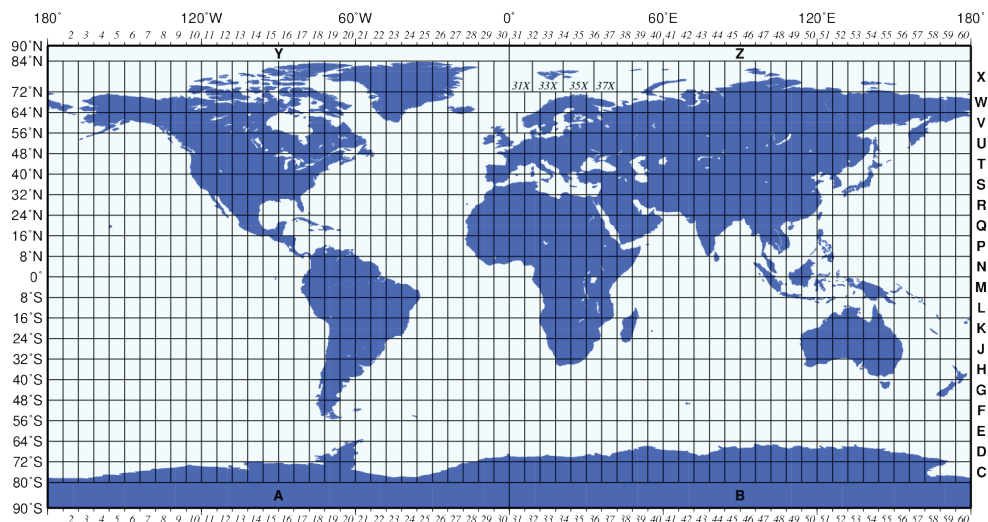 180˚ 120˚W 60˚W 0˚ 60˚E 120˚E 180˚
2 3 4 5 6 7 8 9 10 11 12 13 14 15 16 17 18 19 20 21 22 23 24 25 26 27 28 29 30 31 32 33 34 35 36 37 38 39 40 41 42 43 44 45 46 47 48 49 50 51 52 53 54 55 56 57 58 59 60
90˚N Y Z
84˚N
X
31X 33X 35X 37X
72˚N
W
64˚N
V
56˚N
U
48˚N
T
40˚N
S
32˚N
R
24˚N
Q
16˚N
P
8˚N
N
0˚
M
8˚S
L
16˚S
K
24˚S
J
32˚S
H
40˚S
G
48˚S
F
56˚S
E
64˚S
D
72˚S
C
80˚S
A B
90˚S
2 3 4 5 6 7 8 9 10 11 12 13 14 15 16 17 18 19 20 21 22 23 24 25 26 27 28 29 30 31 32 33 34 35 36 37 38 39 40 41 42 43 44 45 46 47 48 49 50 51 52 53 54 55 56 57 58 59 60